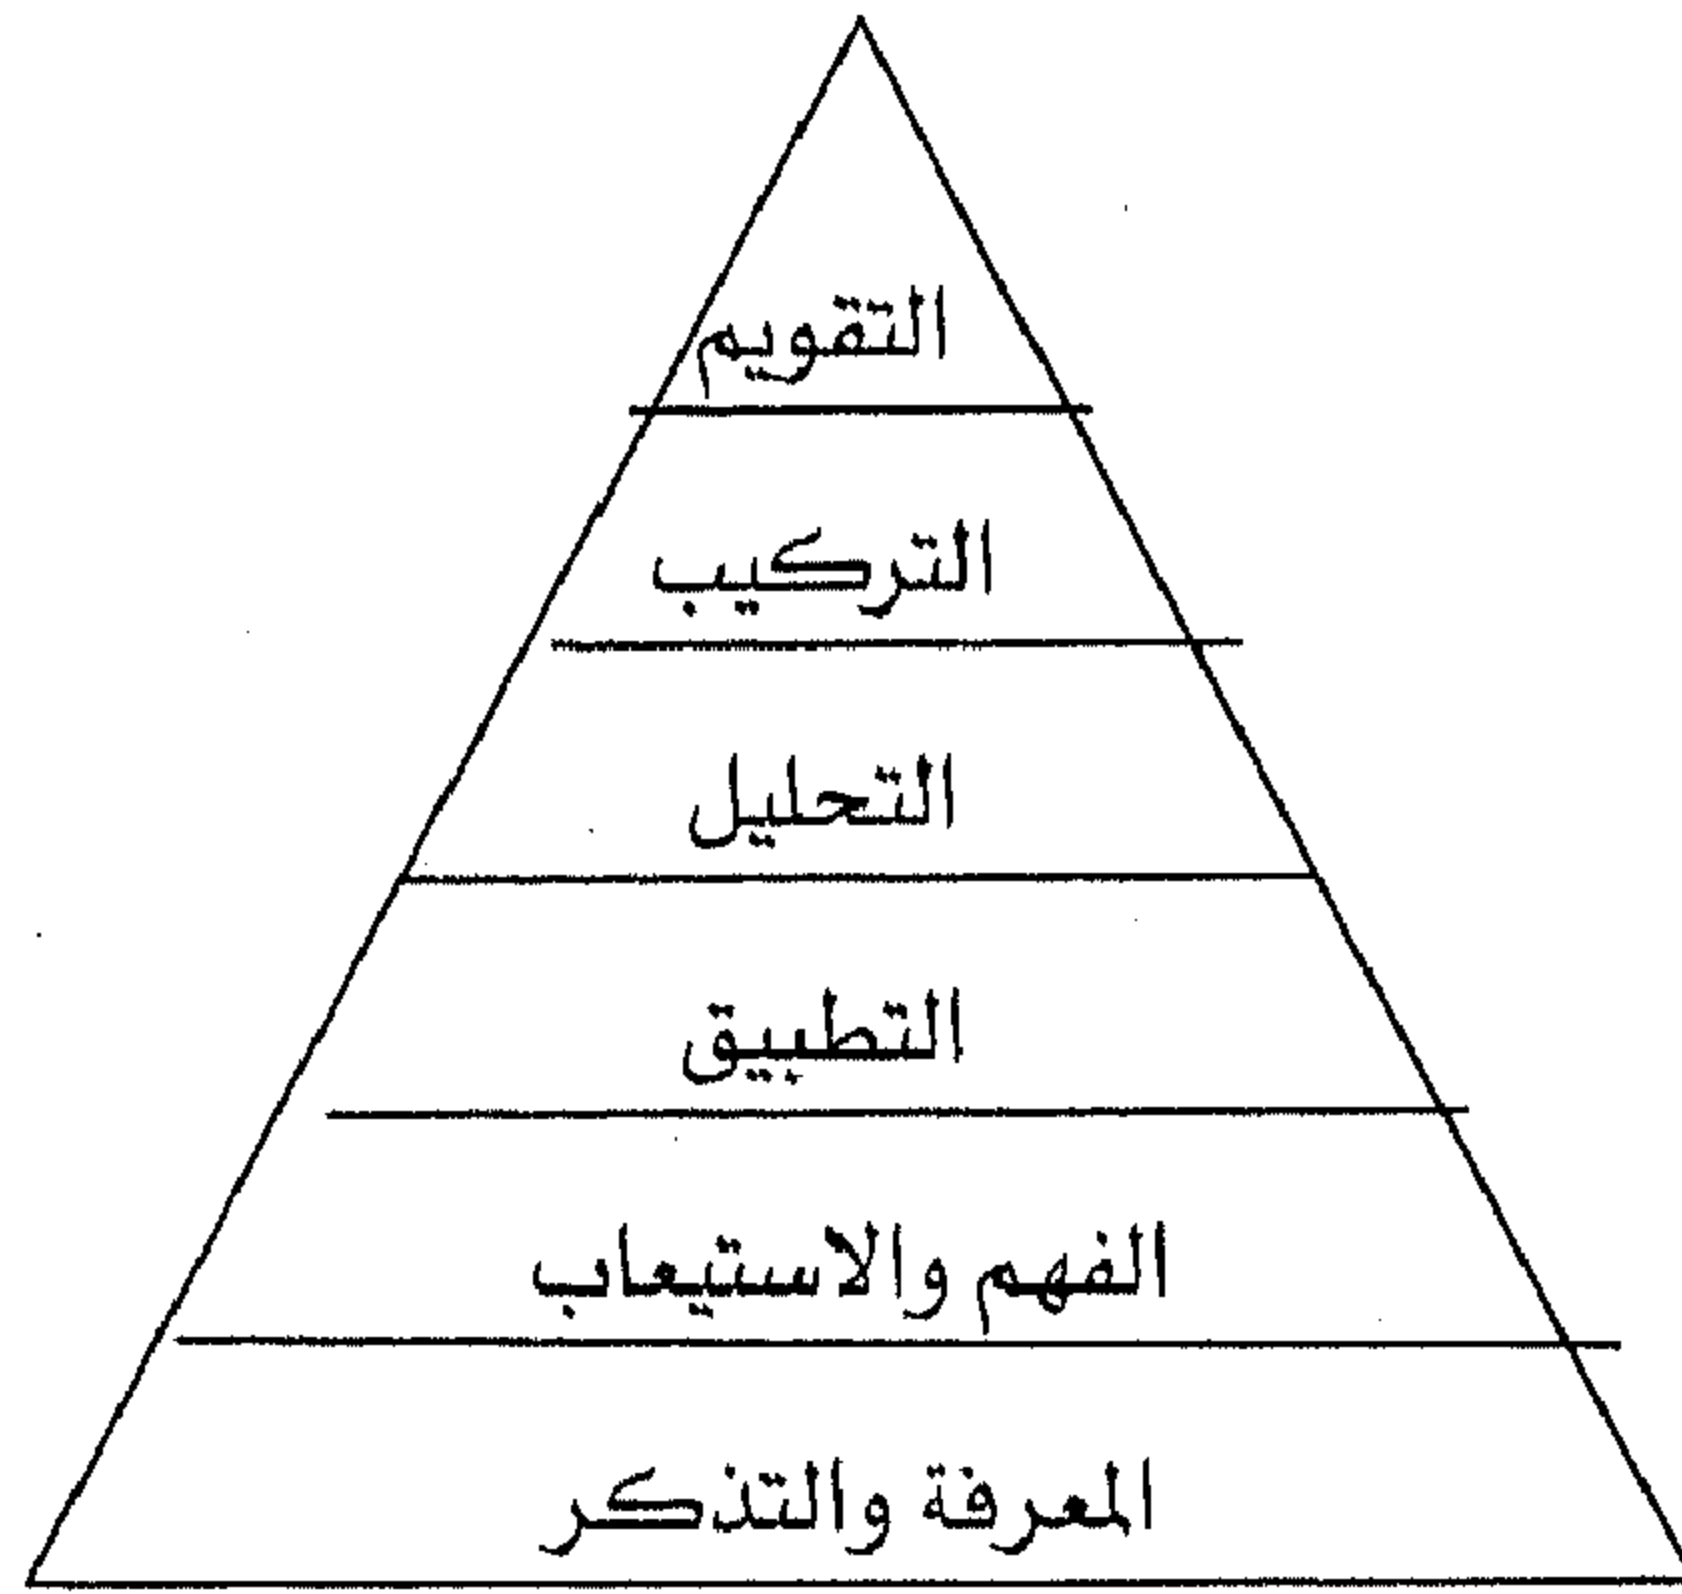 التقويم
التركيب
التحليل
التطبيق
الفهم والاستيعاب
المعرفة والتذكر